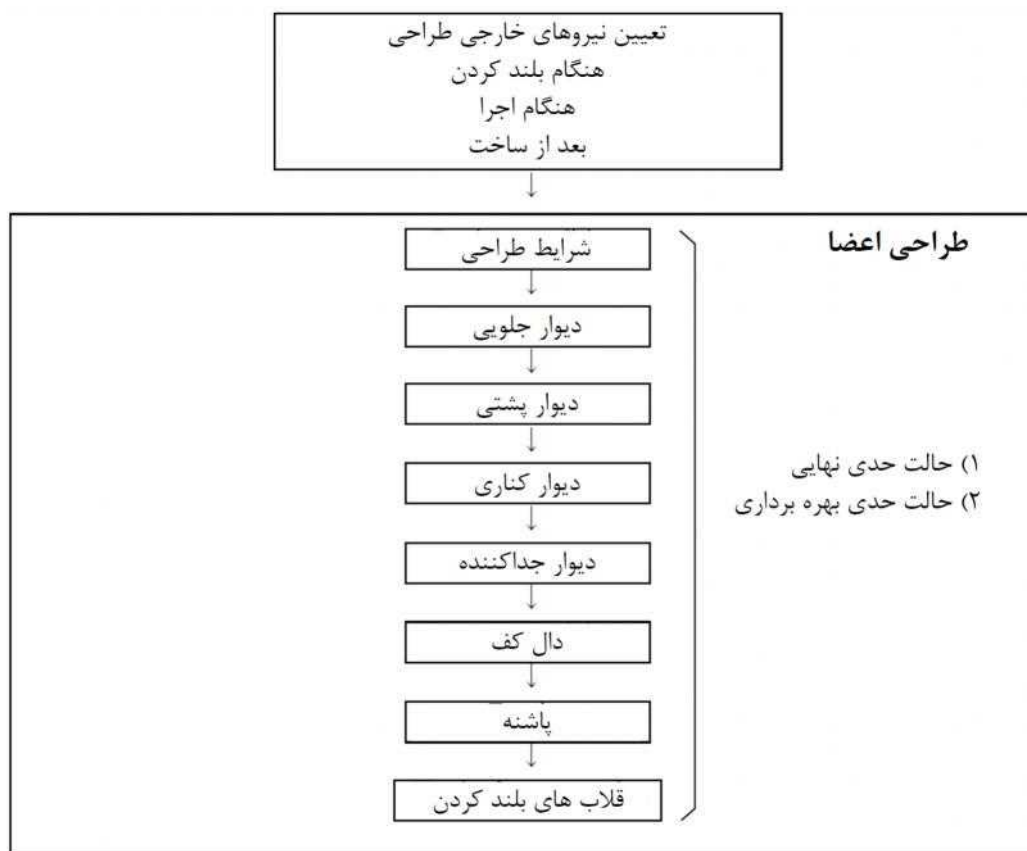 تعیین نیروهای خارجی طراحی
هنگام بلند کردن
هنگام اجرا
بعد از ساخت
طراحی اعضا
شرایط طراحی
دیوار جلویی
دیوار پشتی
دیوار کناری
۱) حالت حدی نهایی
۲) حالت حدی بهره برداری
دیوار جداکننده
دال کف
پاشنه
قلاب های بلند کردن